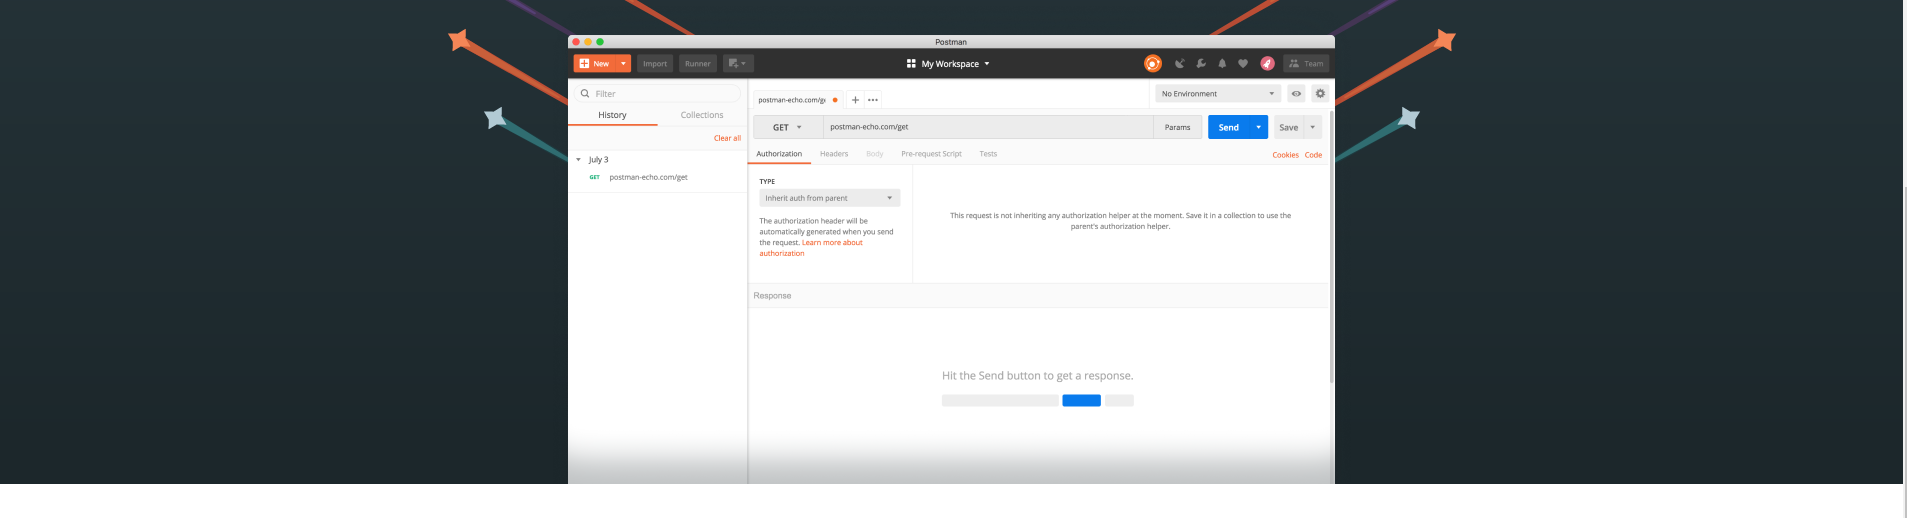 Postman
New
Import
Runner
My Workspace
Team
Filter
History
Collections
Clear all
July 3
GET postman-echo.com/get
postman-echo.com/ge
No Environment
GET
postman-echo.com/get
Params
Send
Save
Authorization
Headers
Body
Pre-request Script
Tests
Cookies
Code
TYPE
Inherit auth from parent
The authorization header will be
automatically generated when you send
the request. Learn more about
authorization
This request is not inheriting any authorization helper at the moment. Save it in a collection to use the
parent's authorization helper.
Response
Hit the Send button to get a response.